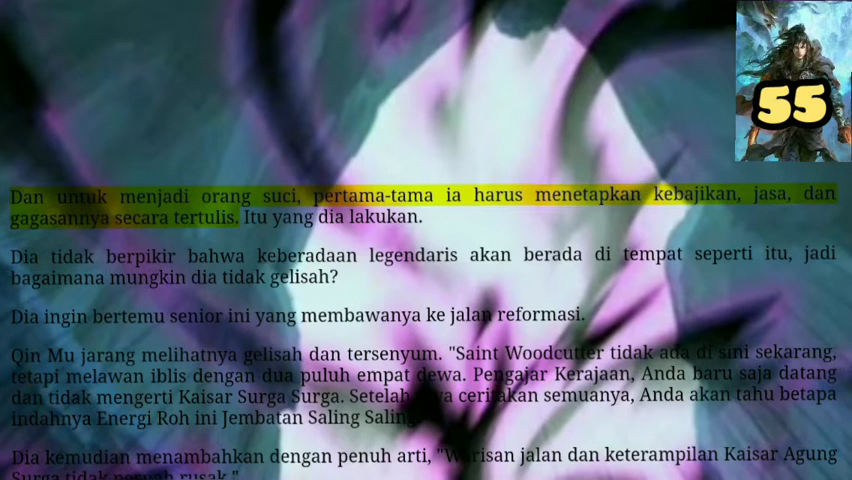 55
Dan untuk menjadi orang suci, pertama-tama ia harus menetapkan kebajikan, jasa, dan
gagasannya secara tertulis. Itu yang dia lakukan.
Dia tidak berpikir bahwa keberadaan legendaris akan berada di tempat seperti itu, jadi
bagaimana mungkin dia tidak gelisah?
Dia ingin bertemu senior ini yang membawanya ke jalan reformasi.
Qin Mu jarang melihatnya gelisah dan tersenyum. "Saint Woodcutter tidak ada di sini sekarang,
tetapi melawan iblis dengan dua puluh empat dewa. Pengajar Kerajaan, Anda baru saja datang
dan tidak mengerti Kaisar Surga Surga. Setelah saya ceritakan semuanya, Anda akan tahu betapa
indahnya Energi Roh ini Jembatan Saling Saling
Dia kemudian menambahkan dengan penuh arti, "Warisan jalan dan keterampilan Kaisar Agung
Surga tidak pernah rusak."